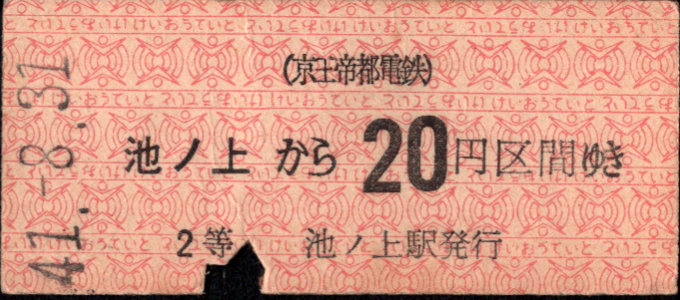 41.-8.31
(京王帝都電鉄)
池ノ上 から 20円区間ゆき
2等 池ノ上駅発行